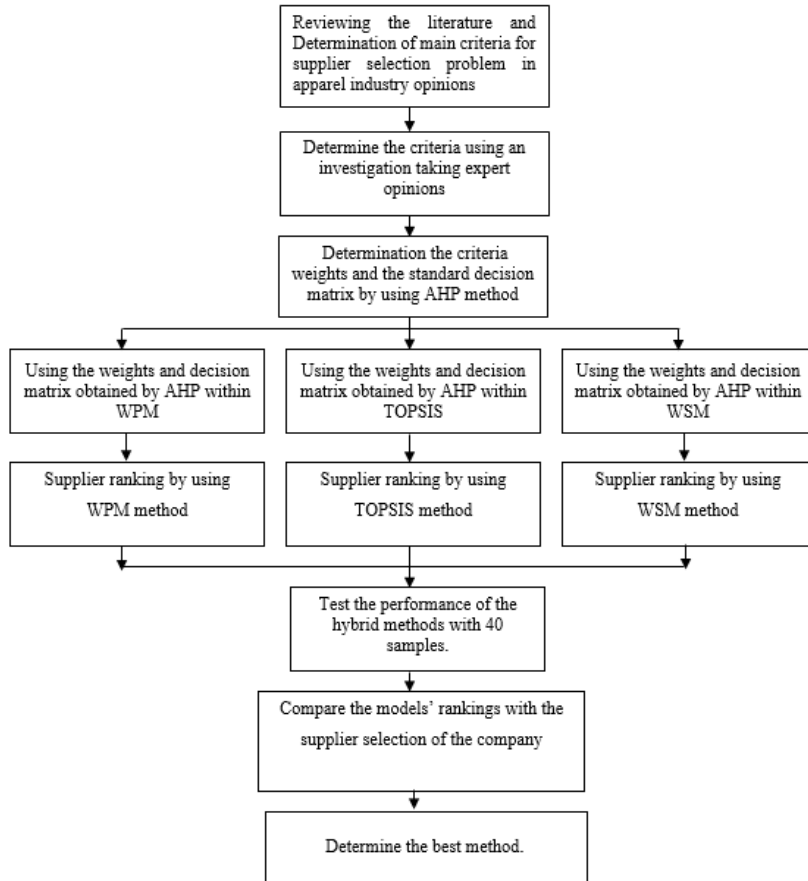 Reviewing the literature and
Determination of main criteria for
supplier selection problem in
apparel industry opinions
Determine the criteria using an
investigation taking expert
opinions
Determination the criteria
weights and the standard decision
matrix by using AHP method
Using the weights and decision
matrix obtained by AHP within
WPM
Using the weights and decision
matrix obtained by AHP within
TOPSIS
Using the weights and decision
matrix obtained by AHP within
WSM
Supplier ranking by using
WPM method
Supplier ranking by using
TOPSIS method
Supplier ranking by using
WSM method
Test the performance of the
hybrid methods with 40
samples.
Compare the models’ rankings with the
supplier selection of the company
Determine the best method.